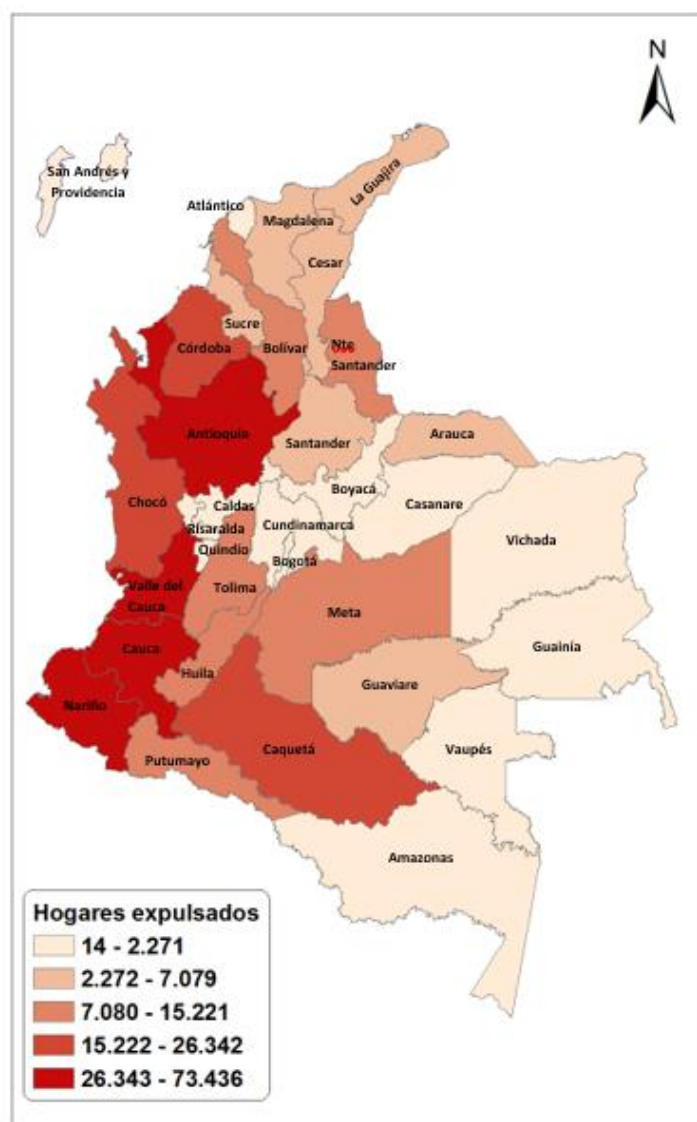 N
San Andrés y
Providencia
Atlántico
La Guajira
Magdalena
Cesar
Sucre
Córdoba
Bolívar
Nte
Santander
Antioquia
Santander
Arauca
Boyacá
Chocó
Caldas
Casanare
Risaralda
Cundinamarca
Quindío
Vichada
Bogotá
Valle del
Cauca
Tolima
Meta
Guainía
Cauca
Huila
Guaviare
Nariño
Caquetá
Vaupés
Putumayo
Amazonas
Hogares expulsados
14 - 2.271
2.272 - 7.079
7.080 - 15.221
15.222 - 26.342
26.343 - 73.436